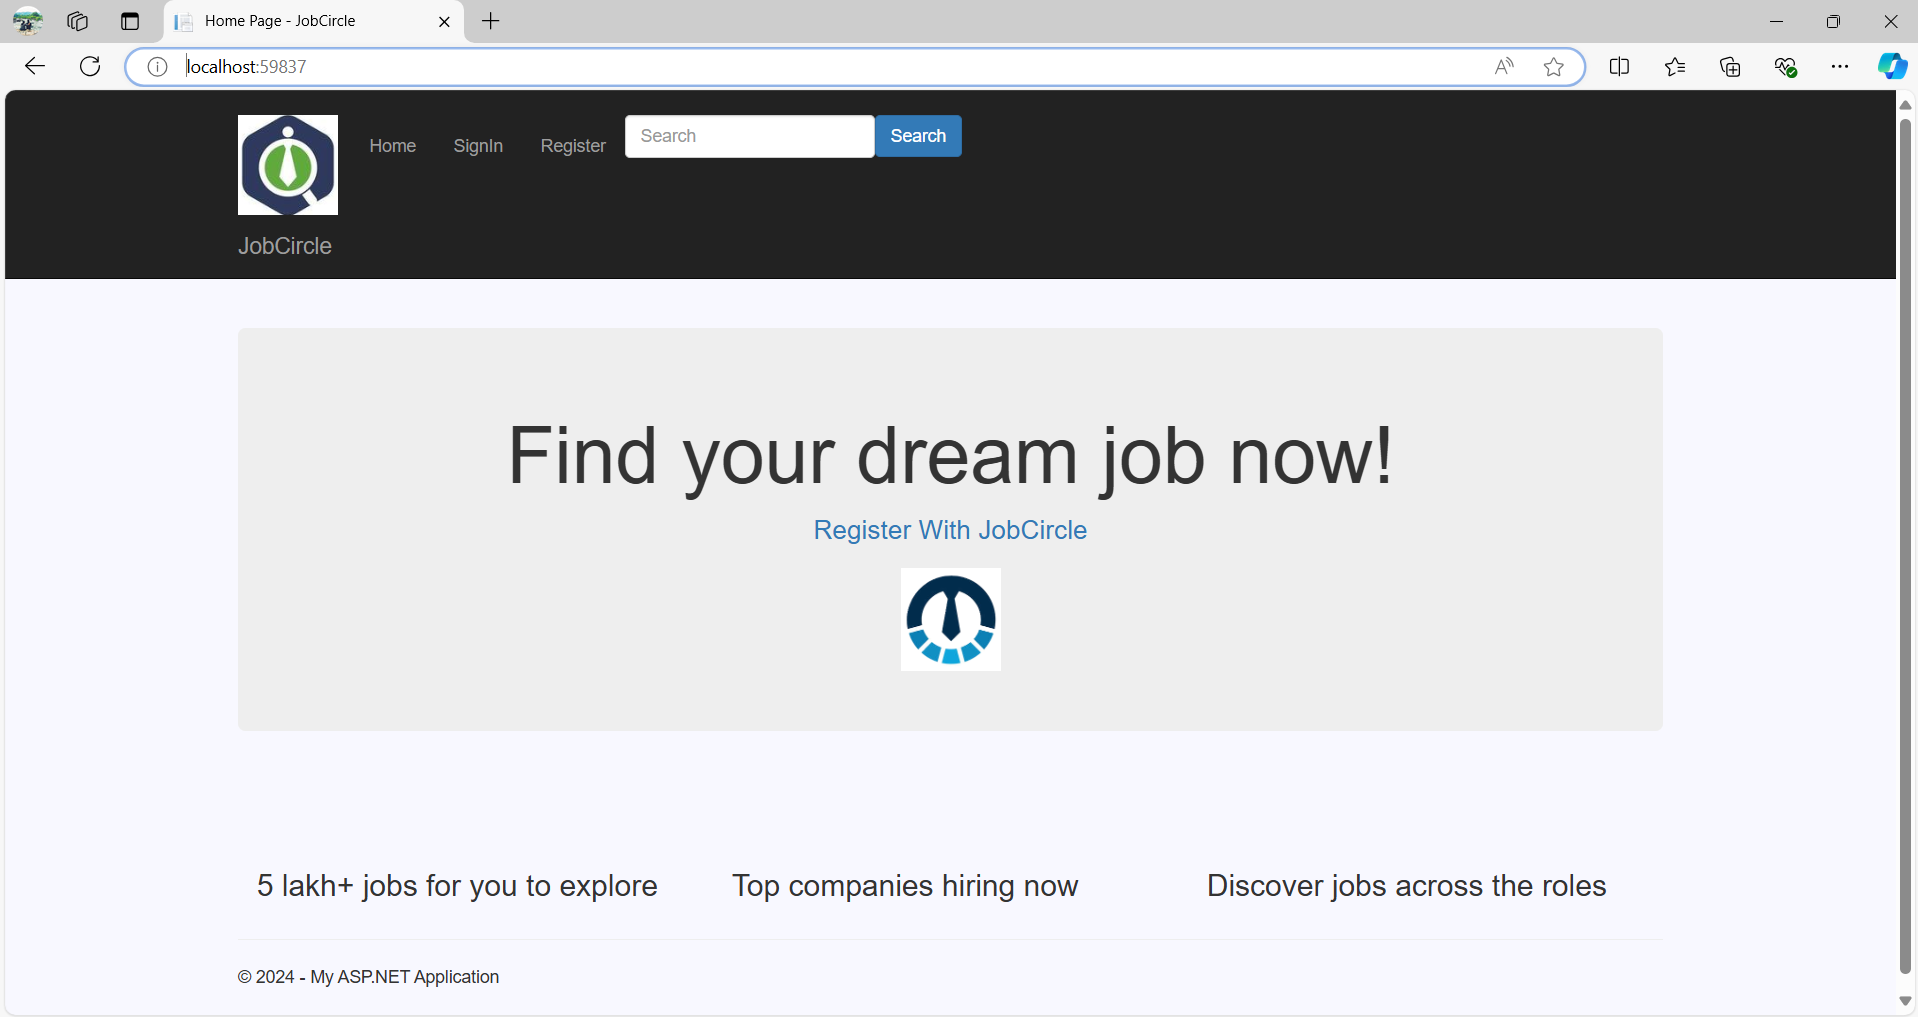 Home Page - JobCircle
localhost:59837
Home SignIn Register Search Search
JobCircle
Find your dream job now!
Register With JobCircle
5 lakh+ jobs for you to explore Top companies hiring now Discover jobs across the roles
© 2024 - My ASP.NET Application